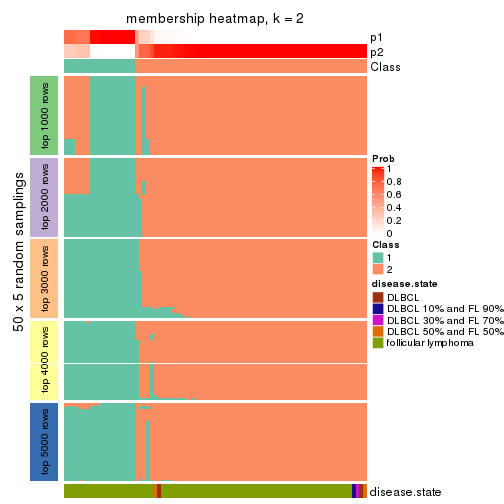 membership heatmap, k = 2
p1
p2
Class
50 x 5 random samplings
top 1000 rows
top 2000 rows
top 3000 rows
top 4000 rows
top 5000 rows
Prob
1
0.8
0.6
0.4
0.2
0
Class
1
2
disease.state
DLBCL
DLBCL 10% and FL 90%
DLBCL 30% and FL 70%
DLBCL 50% and FL 50%
follicular lymphoma
disease.state